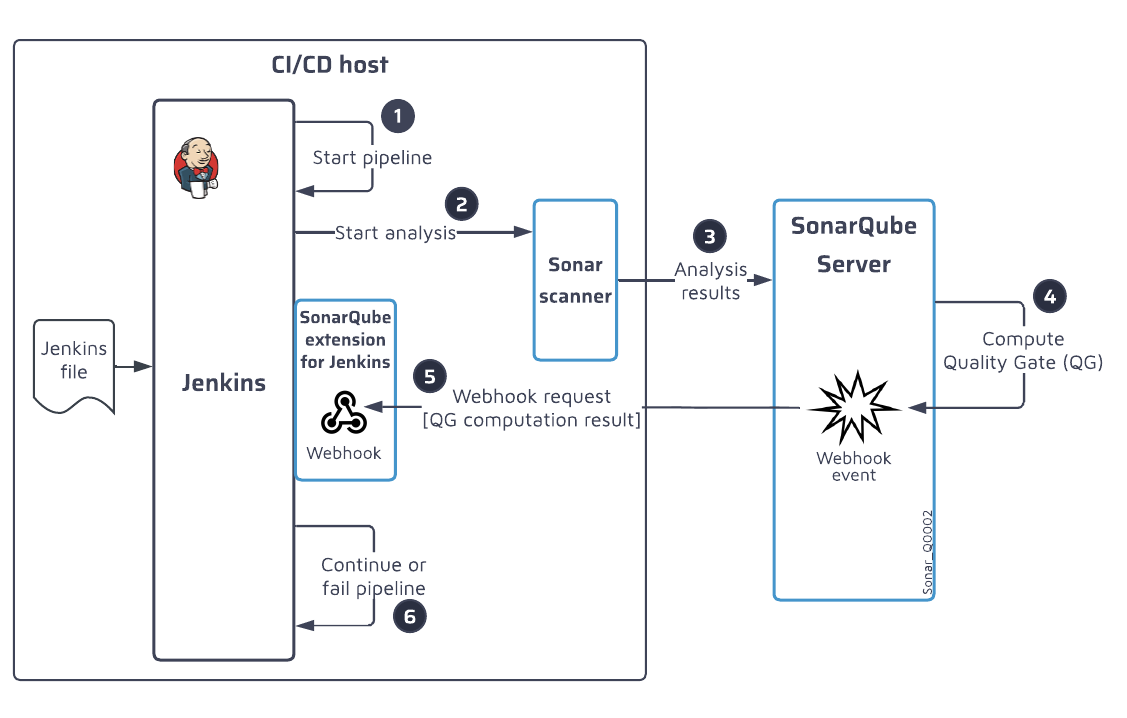 CI/CD host
1
Start pipeline
2
Start analysis
Sonar
scanner
3
Analysis
results
SonarQube
Server
4
Compute
Quality Gate (QG)
Jenkins
file
Jenkins
SonarQube
extension
for Jenkins
Webhook
5
Webhook request
[QG computation result]
Webhook
event
Sonar_Q0002
Continue or
fail pipeline
6